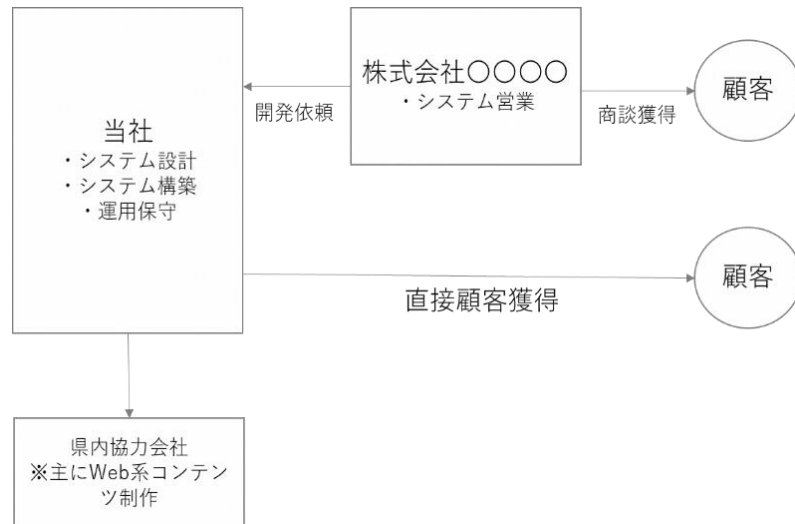 株式会社〇〇〇〇
・システム営業
顧客
開発依頼
商談獲得
当社
・システム設計
・システム構築
・運用保守
顧客
直接顧客獲得
県内協力会社
※主にWeb系コンテン
ツ制作